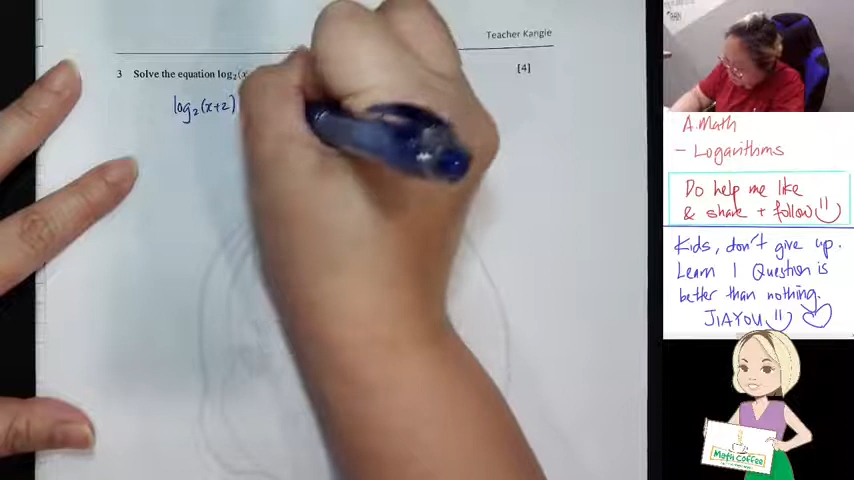 Teacher Kangie
3 Solve the equation log₂(x [4]
log₂(x+2)
A.Math
- Logarithms
Do help me like
& share + follow
Kids, don't give up.
Learn 1 Question is
better than nothing.
JIAYOU
Math Coffee